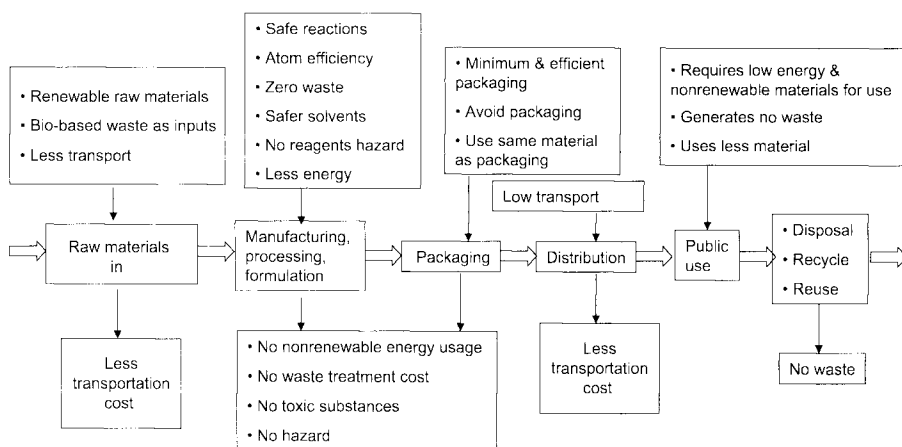 • Renewable raw materials
• Bio-based waste as inputs
• Less transport
• Safe reactions
• Atom efficiency
• Zero waste
• Safer solvents
• No reagents hazard
• Less energy
• Minimum & efficient
packaging
• Avoid packaging
• Use same material
as packaging
Low transport
• Requires low energy &
nonrenewable materials for use
• Generates no waste
• Uses less material
Raw materials
in
Manufacturing,
processing,
formulation
Packaging
Distribution
Public
use
• Disposal
• Recycle
• Reuse
Less
transportation
cost
• No nonrenewable energy usage
• No waste treatment cost
• No toxic substances
• No hazard
Less
transportation
cost
No waste